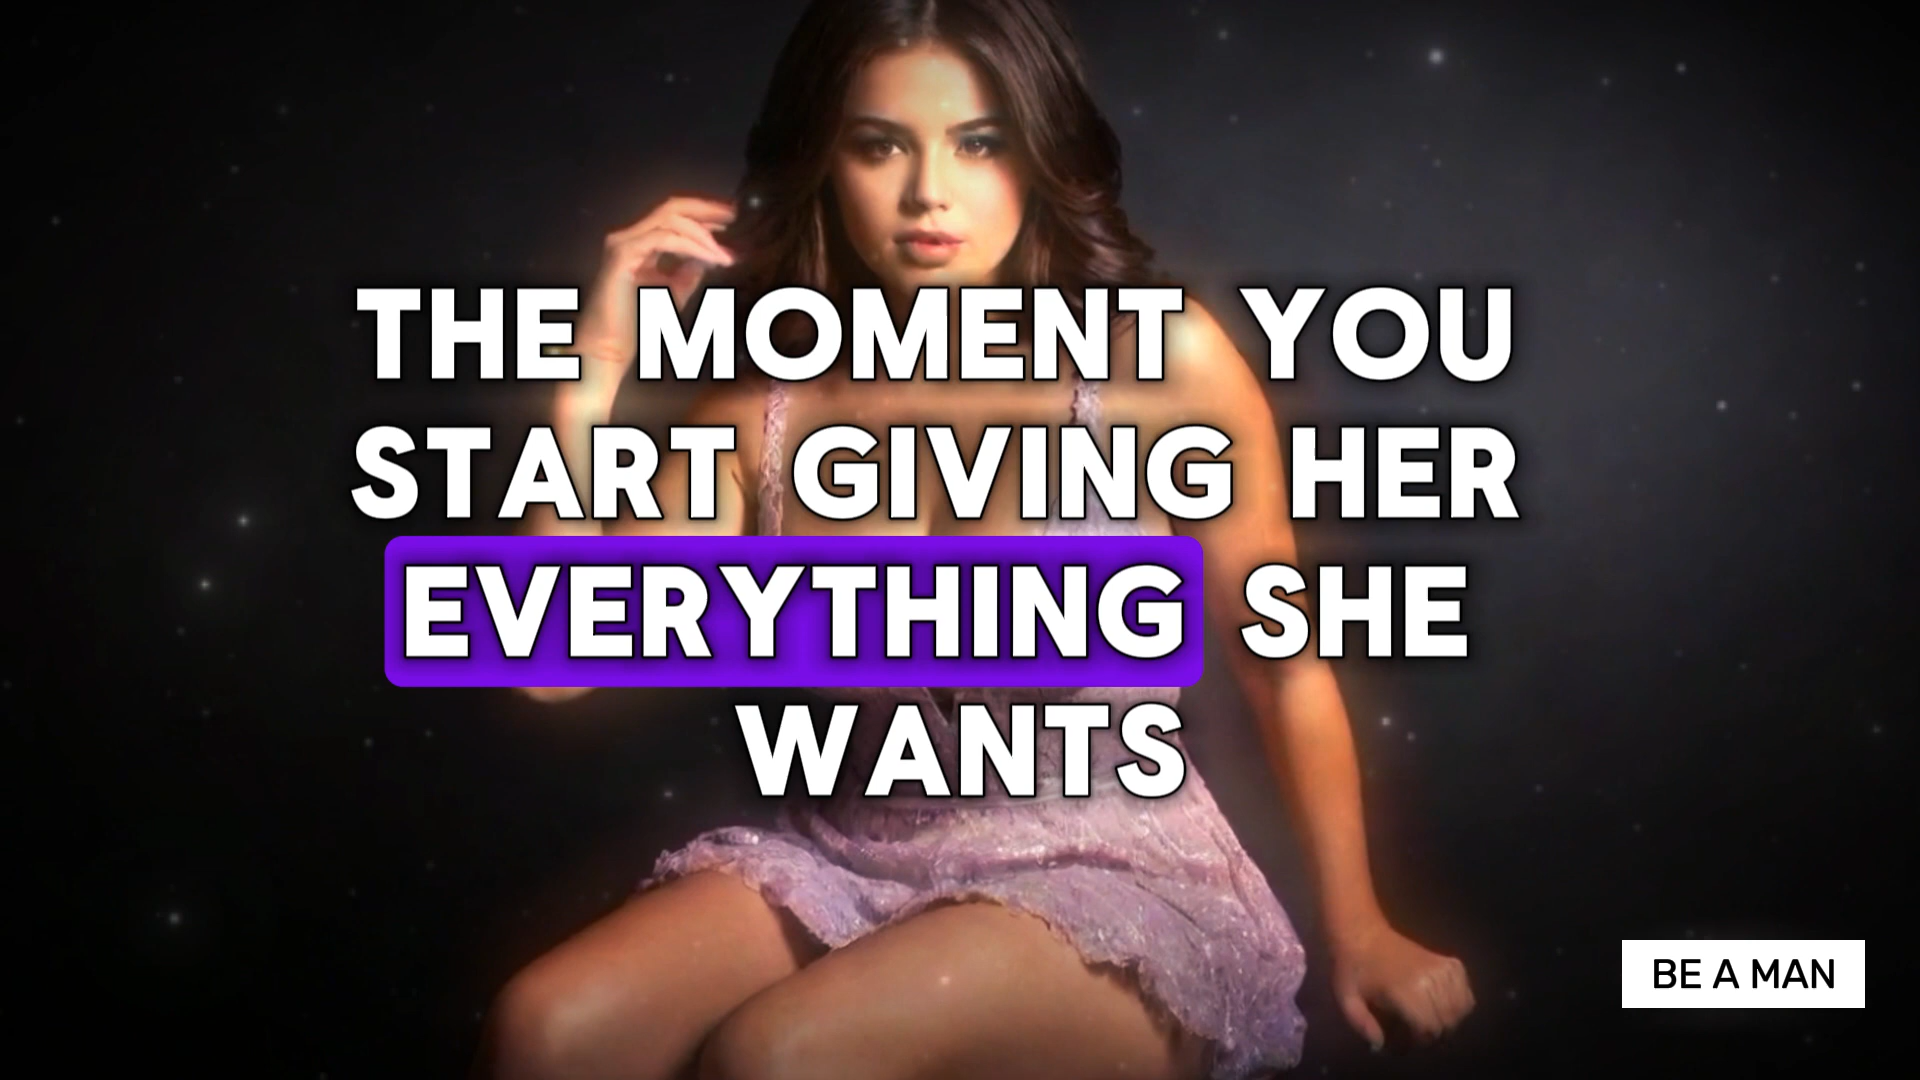 THE MOMENT YOU
START GIVING HER
EVERYTHING SHE
WANTS
BE A MAN